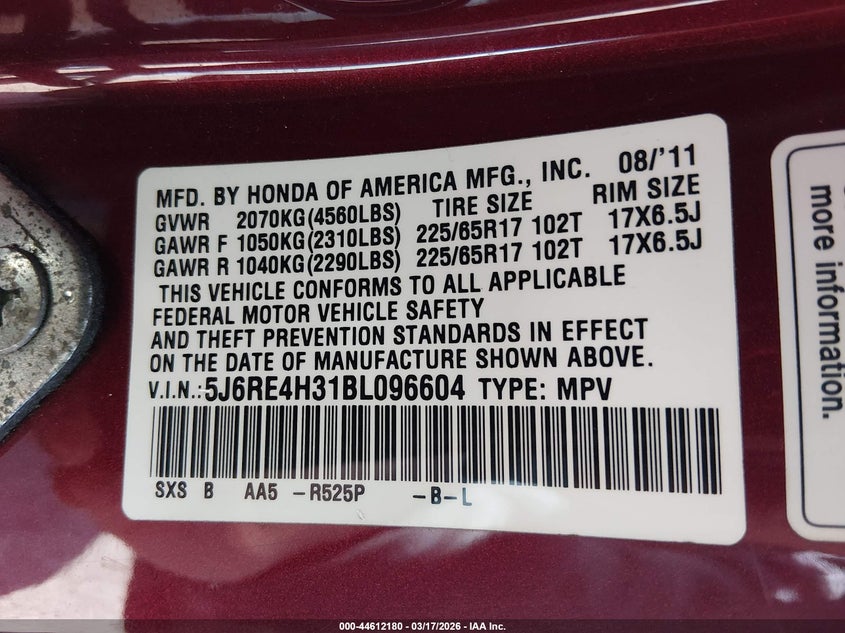 MFD. BY HONDA OF AMERICA MFG., INC. 08/'11
GVWR 2070KG(4560LBS) TIRE SIZE RIM SIZE
GAWR F 1050KG(2310LBS) 225/65R17 102T 17X6.5J
GAWR R 1040KG(2290LBS) 225/65R17 102T 17X6.5J
THIS VEHICLE CONFORMS TO ALL APPLICABLE
FEDERAL MOTOR VEHICLE SAFETY
AND THEFT PREVENTION STANDARDS IN EFFECT
ON THE DATE OF MANUFACTURE SHOWN ABOVE.
V.I.N.:5J6RE4H31BL096604 TYPE: MPV
SXS B AA5 -R525P -B-L
more information.
000-44612180 | 03/17/2026 | IAA Inc.